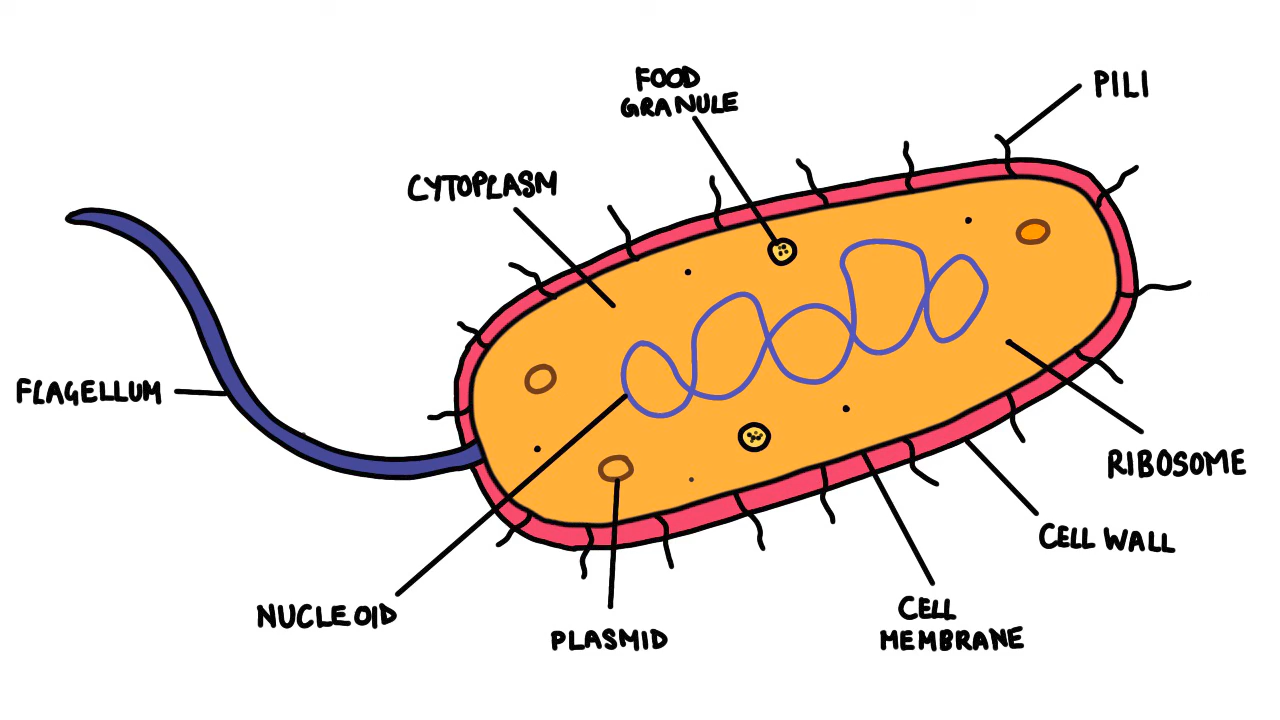 FOOD
GRANULE
PILI
CYTOPLASM
FLAGELLUM
RIBOSOME
CELL WALL
NUCLEOID
PLASMID
CELL
MEMBRANE